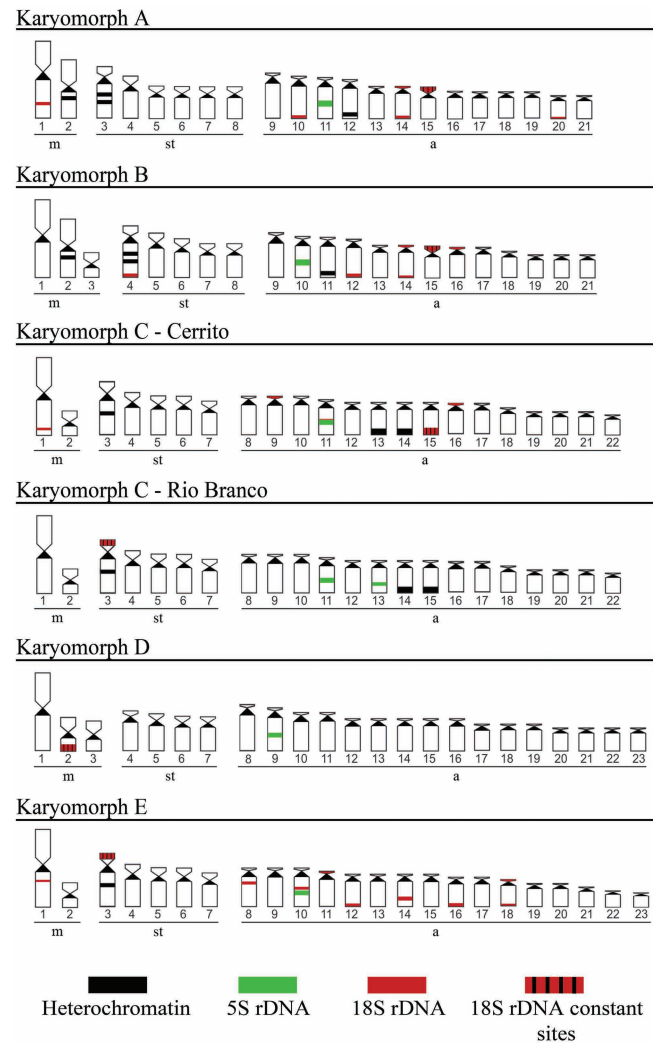 Karyomorph A
1 2 3 4 5 6 7 8 9 10 11 12 13 14 15 16 17 18 19 20 21
m st a
Karyomorph B
1 2 3 4 5 6 7 8 9 10 11 12 13 14 15 16 17 18 19 20 21
m st a
Karyomorph C - Cerrito
1 2 3 4 5 6 7 8 9 10 11 12 13 14 15 16 17 18 19 20 21 22
m st a
Karyomorph C - Rio Branco
1 2 3 4 5 6 7 8 9 10 11 12 13 14 15 16 17 18 19 20 21 22
m st a
Karyomorph D
1 2 3 4 5 6 7 8 9 10 11 12 13 14 15 16 17 18 19 20 21 22 23
m st a
Karyomorph E
1 2 3 4 5 6 7 8 9 10 11 12 13 14 15 16 17 18 19 20 21 22 23
m st a
Heterochromatin 5S rDNA 18S rDNA 18S rDNA constant
sites